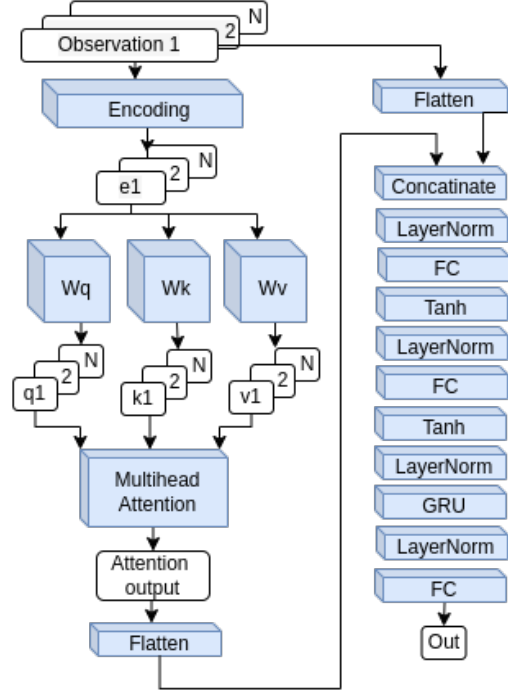 N
2
Observation 1
Encoding
N
2
e1
Wq
Wk
Wv
N
2
q1
N
2
k1
N
2
v1
Multihead
Attention
Attention
output
Flatten
Flatten
Concatinate
LayerNorm
FC
Tanh
LayerNorm
FC
Tanh
LayerNorm
GRU
LayerNorm
FC
Out